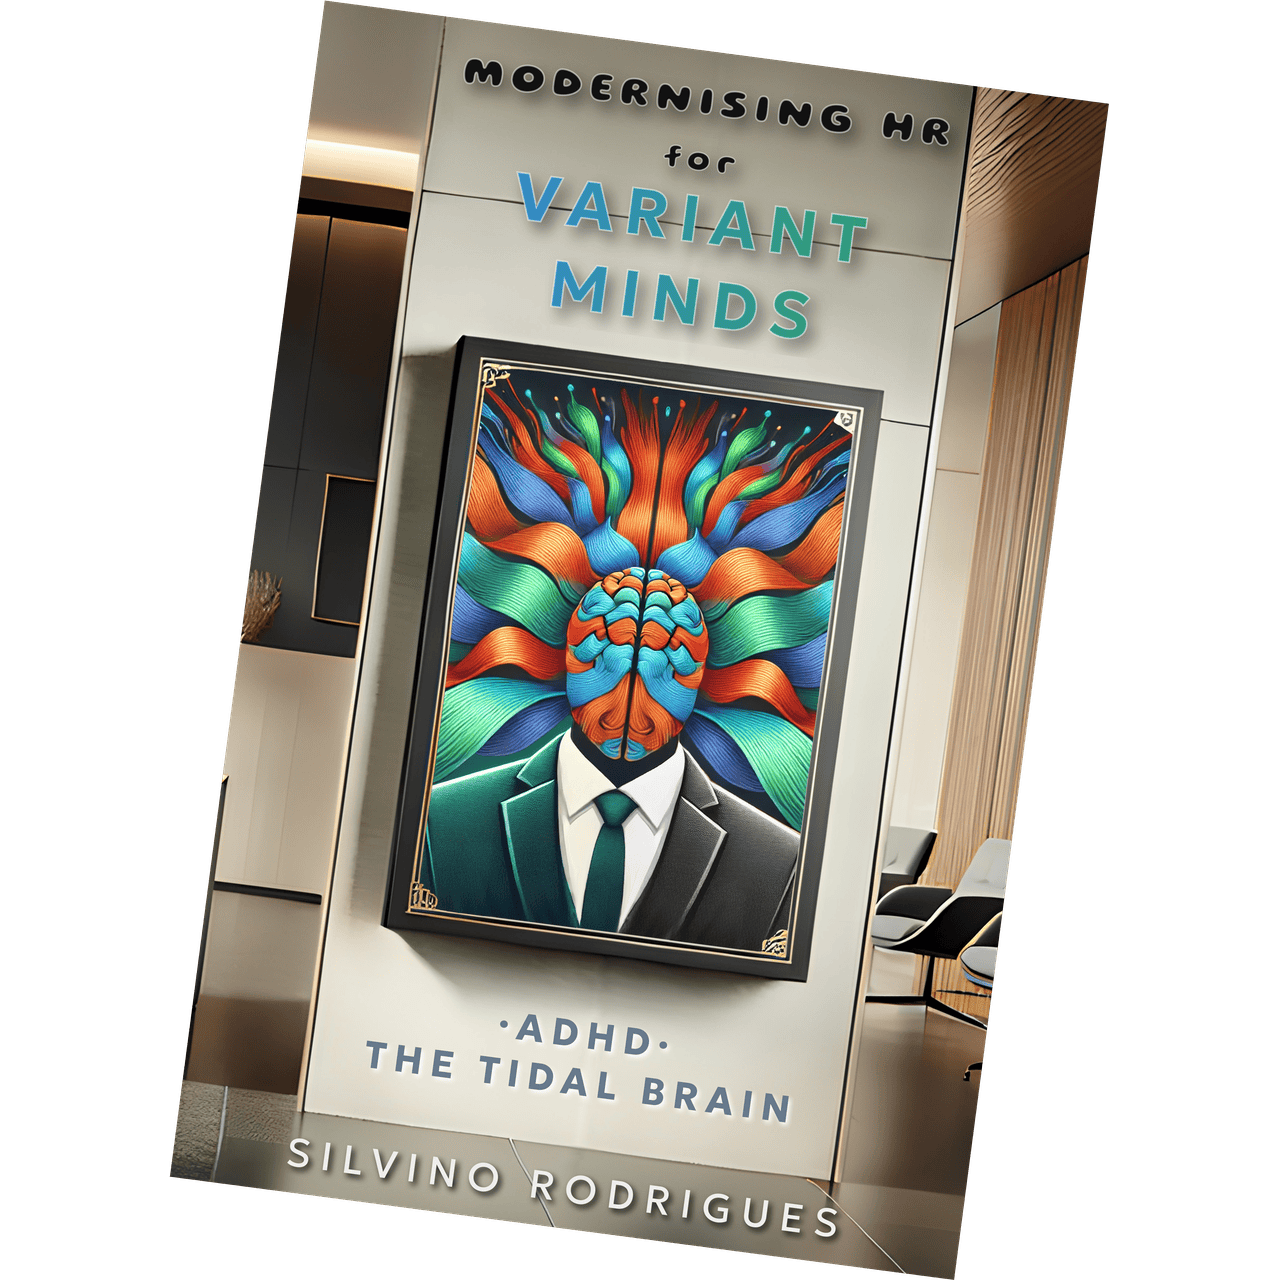 MODERNISING HR
for
VARIANT
MINDS
·ADHD·
THE TIDAL BRAIN
SILVINO RODRIGUES